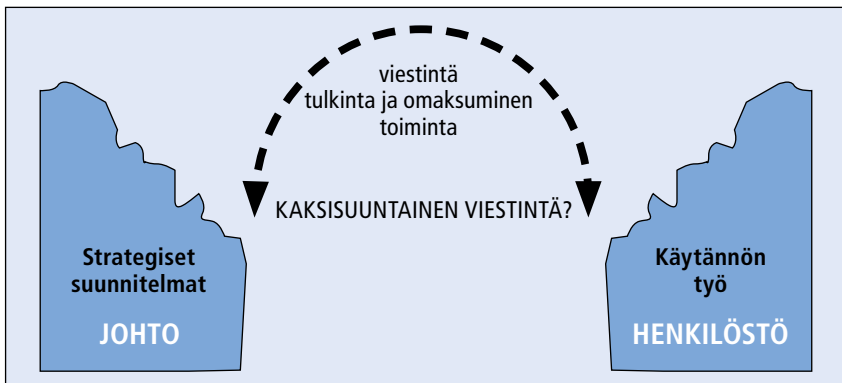 viestintä
tulkinta ja omaksuminen
toiminta
KAKSISUUNTAINEN VIESTINTÄ?
Strategiset
suunnitelmat
JOHTO
Käytännön
työ
HENKILÖSTÖ